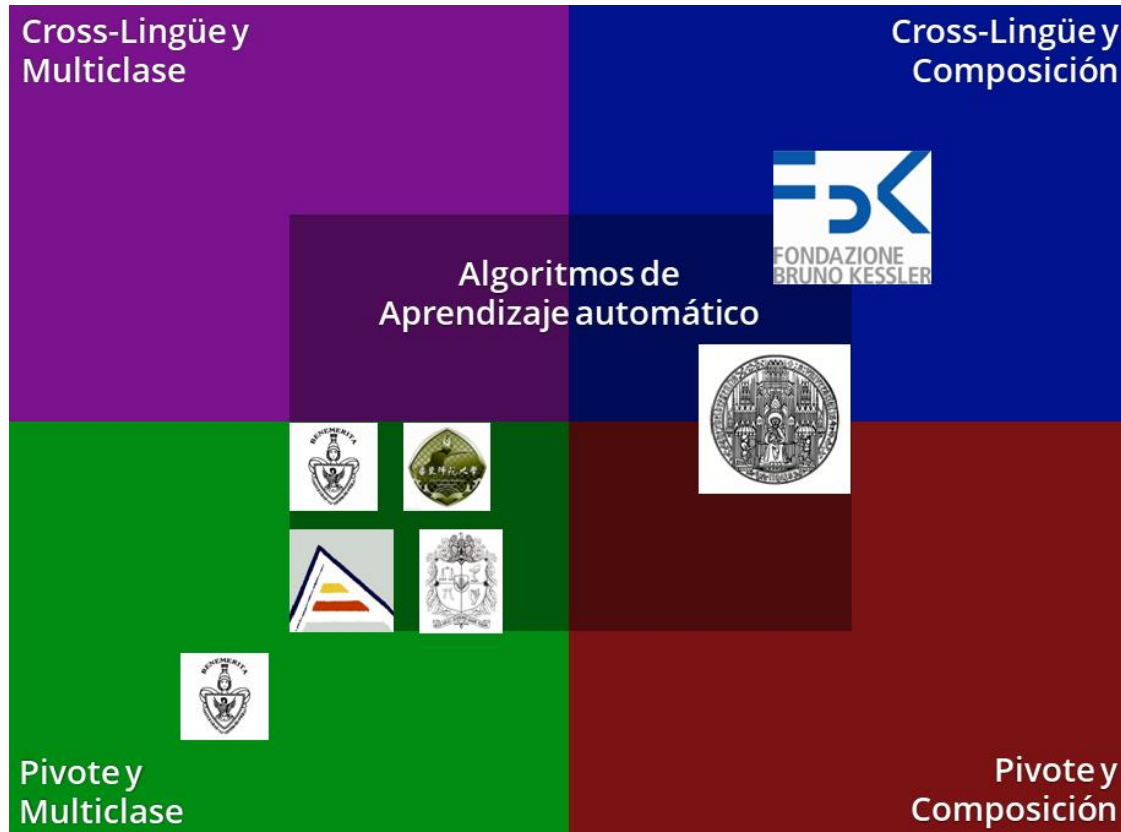 Cross-Lingüe y
Multiclase
Cross-Lingüe y
Composición
FBK
FONDAZIONE
BRUNO KESSLER
Algoritmos de
Aprendizaje automático
BENEMERITA
BENEMERITA
Pivote y
Multiclase
Pivote y
Composición